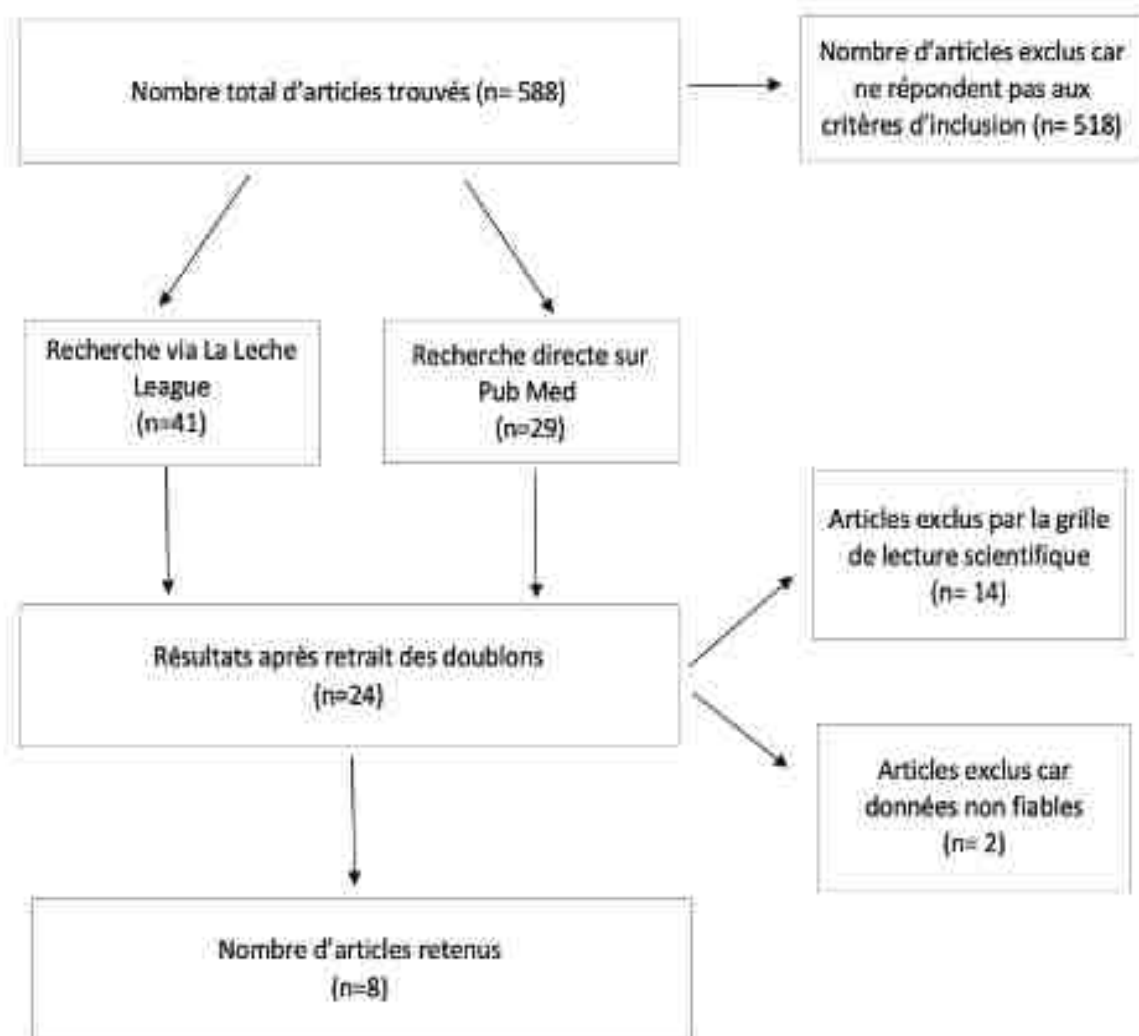 Nombre total d'articles trouvés (n= 588)
Nombre d'articles exclus car
ne répondent pas aux
critères d'inclusion (n= 518)
Recherche via La Leche
League
(n=41)
Recherche directe sur
Pub Med
(n=29)
Articles exclus par la grille
de lecture scientifique
(n= 14)
Résultats après retrait des doublons
(n=24)
Articles exclus car
données non fiables
(n= 2)
Nombre d'articles retenus
(n=8)